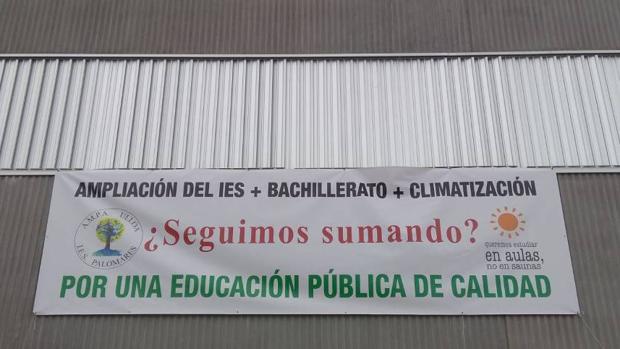 AMPLIACIÓN DEL IES + BACHILLERATO + CLIMATIZACIÓN
¿Seguimos sumando?
A.M.P.A.
IES PALOMARES
queremos estudiar
en aulas,
no en saunas
POR UNA EDUCACIÓN PÚBLICA DE CALIDAD